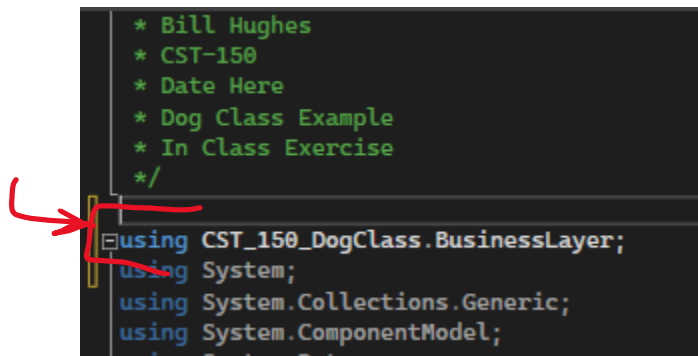 * Bill Hughes
* CST-150
* Date Here
* Dog Class Example
* In Class Exercise
*/
using CST_150_DogClass.BusinessLayer;
using System;
using System.Collections.Generic;
using System.ComponentModel;